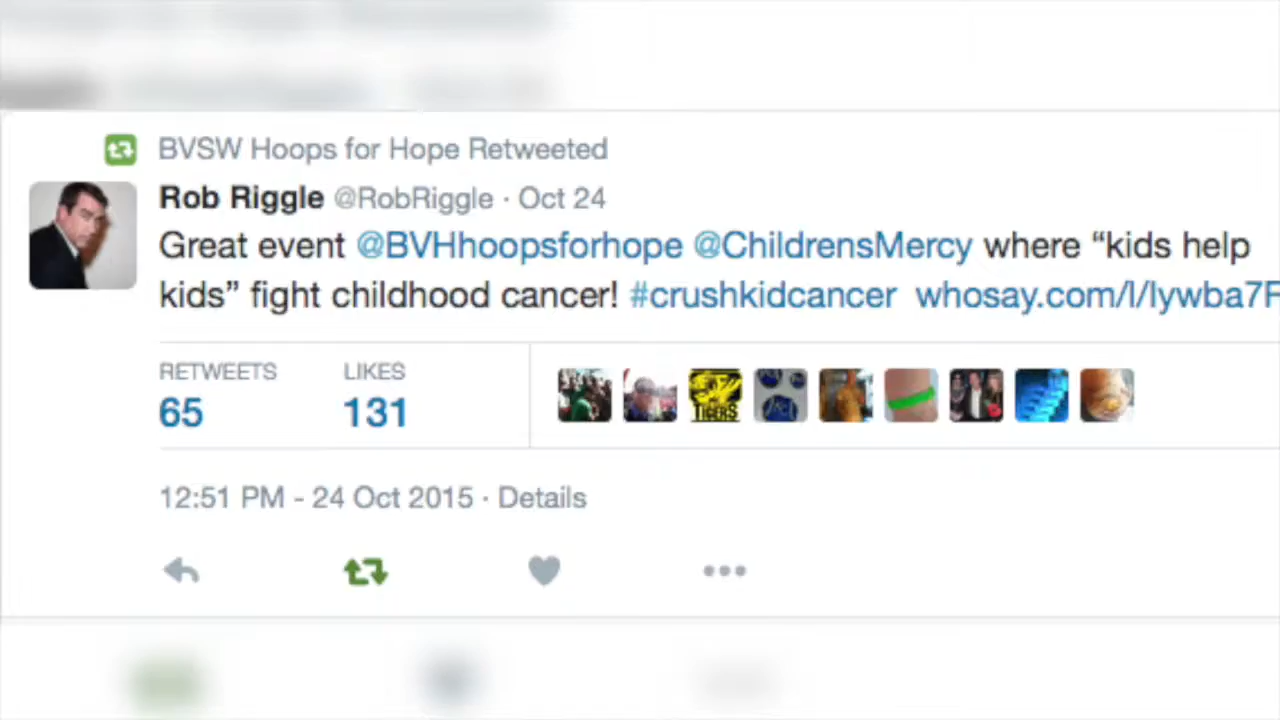 BVSW Hoops for Hope Retweeted
Rob Riggle @RobRiggle · Oct 24
Great event @BVHhoopsforhope @ChildrensMercy where “kids help
kids” fight childhood cancer! #crushkidcancer whosay.com/l/lywba7F
RETWEETS LIKES
65 131
TIGERS
12:51 PM - 24 Oct 2015 · Details